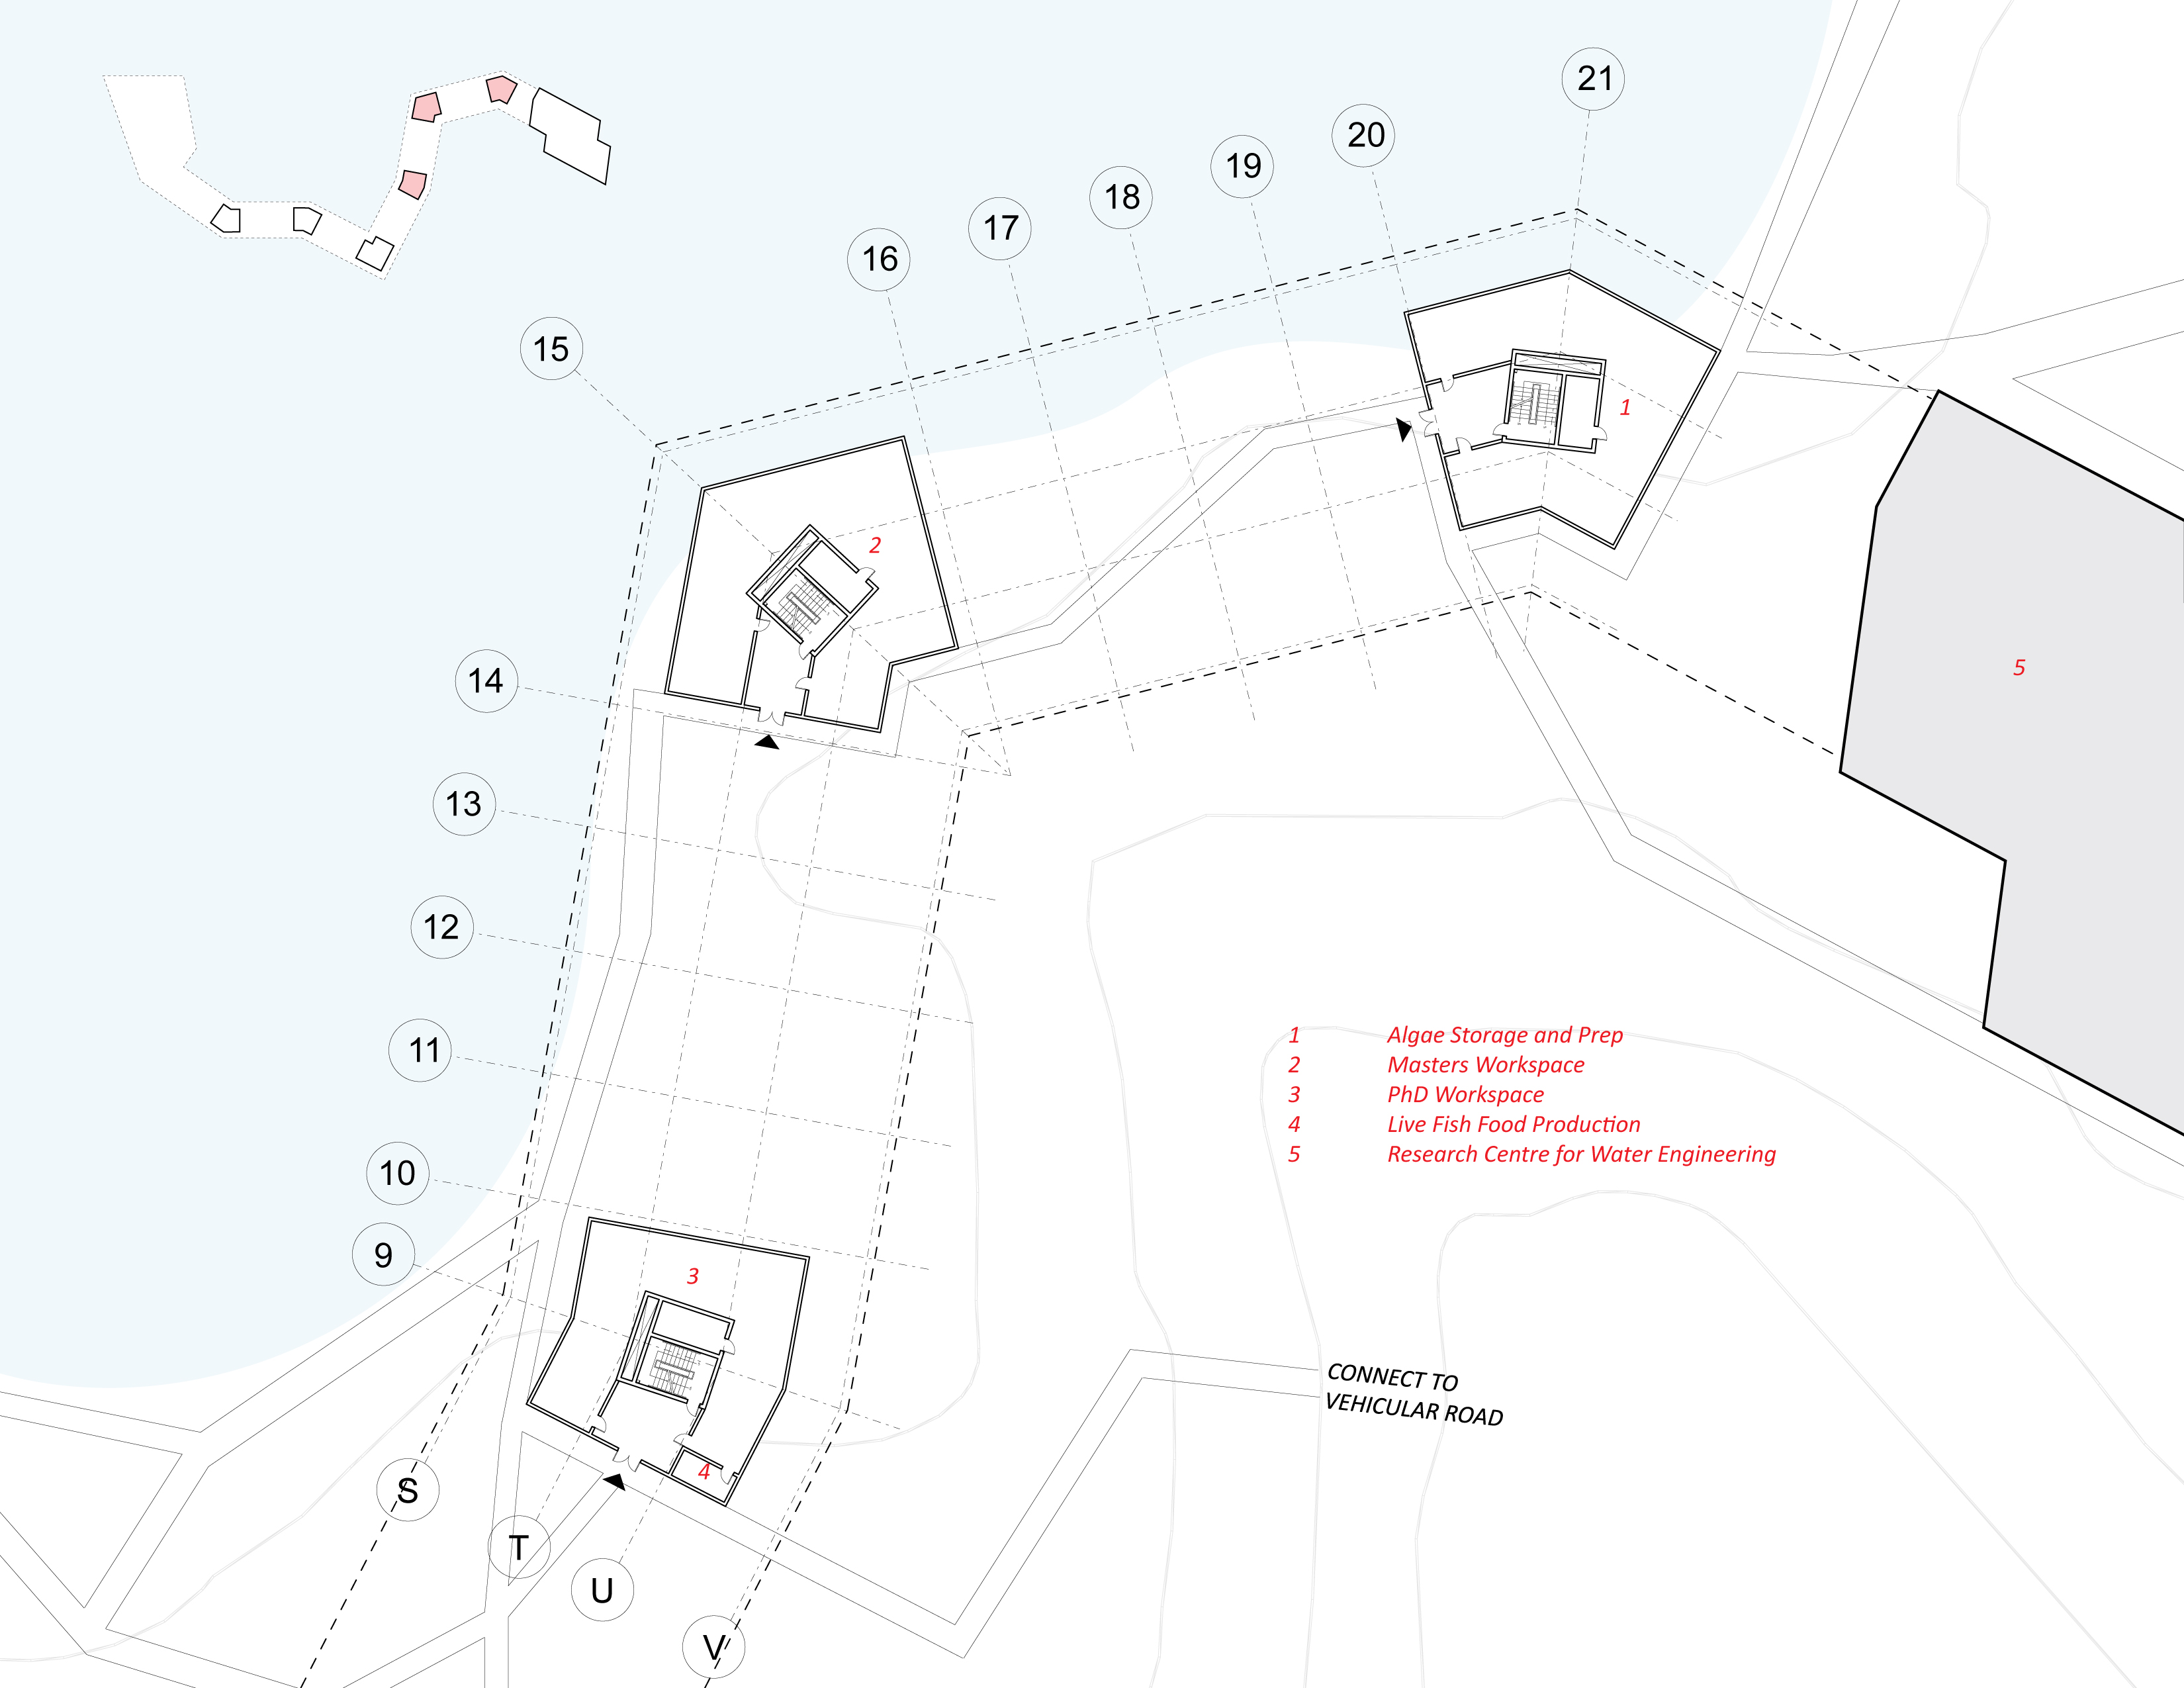 21
20
19
18
17
16
15
1
2
5
14
13
12
11
10
9
3
4
1 Algae Storage and Prep
2 Masters Workspace
3 PhD Workspace
4 Live Fish Food Production
5 Research Centre for Water Engineering
CONNECT TO
VEHICULAR ROAD
S
T
U
V